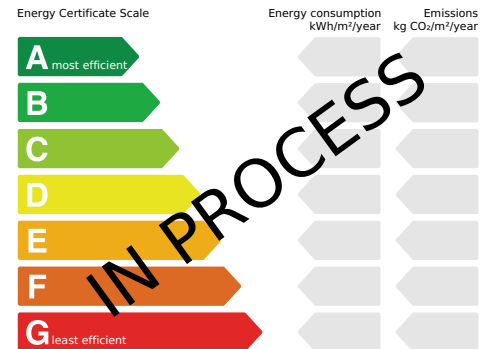 Energy Certificate Scale
Energy consumption
kWh/m²/year
Emissions
kg CO₂/m²/year
A most efficient
B
C
D
E
F
G least efficient
IN PROCESS